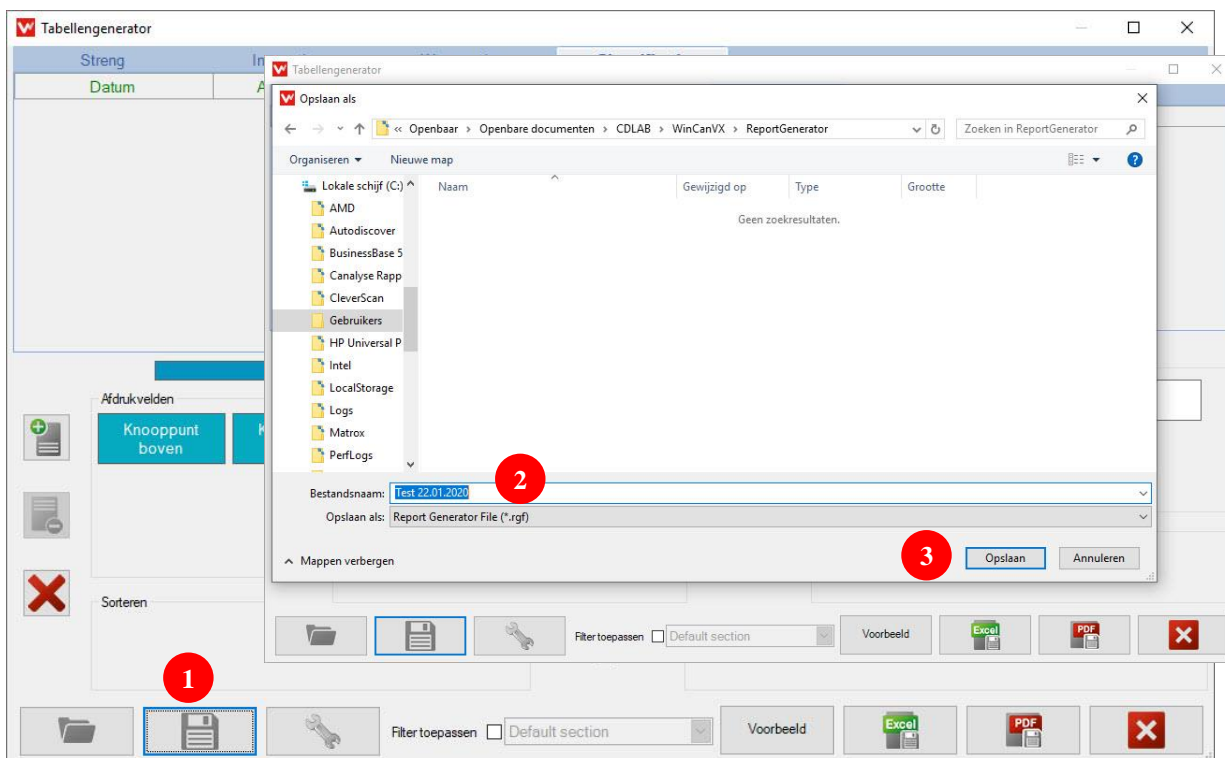 Tabellengenerator
Streng
Datum
Tabellengenerator
Opslaan als
« Openbaar > Openbare documenten > CDLAB > WinCanVX > ReportGenerator
Zoeken in ReportGenerator
Organiseren
Nieuwe map
Lokale schijf (C:)
Naam
Gewijzigd op
Type
Grootte
AMD
Geen zoekresultaten.
Autodiscover
BusinessBase 5
Canalyse Rapp
CleverScan
Gebruikers
HP Universal P
Intel
LocalStorage
Logs
Matrox
PerfLogs
Afdrukvelden
Knooppunt
boven
2
Bestandsnaam: Test 22.01.2020
Opslaan als: Report Generator File (*.rgf)
3
Mappen verbergen
Opslaan
Annuleren
Sorteren
Filter toepassen
Default section
Voorbeeld
Excel
PDF
1
Filter toepassen
Default section
Voorbeeld
Excel
PDF